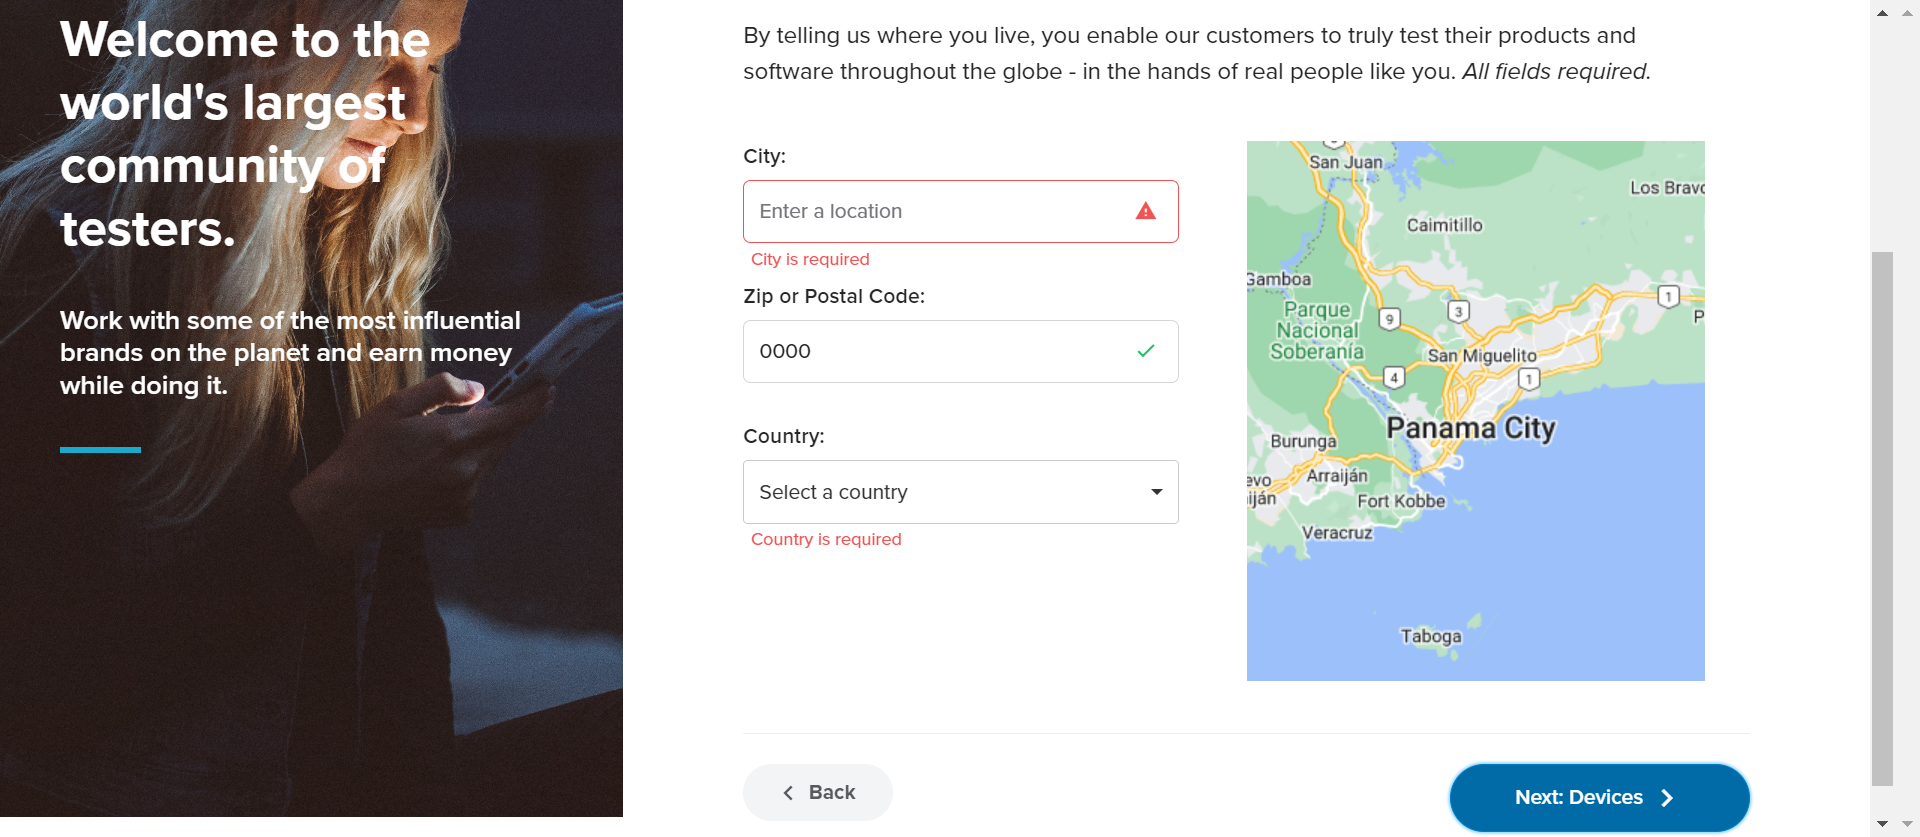 Welcome to the
world's largest
community of
testers.
Work with some of the most influential
brands on the planet and earn money
while doing it.
By telling us where you live, you enable our customers to truly test their products and
software throughout the globe - in the hands of real people like you. All fields required.
City:
Enter a location
City is required
Zip or Postal Code:
0000
Country:
Select a country
Country is required
San Juan
Los Bravo
Caimitillo
Gamboa
1
Parque
Nacional
Soberanía
9
3
P
San Miguelito
4
1
Panama City
Burunga
Arraiján
evo
iján
Fort Kobbe
Veracruz
Taboga
Back
Next: Devices